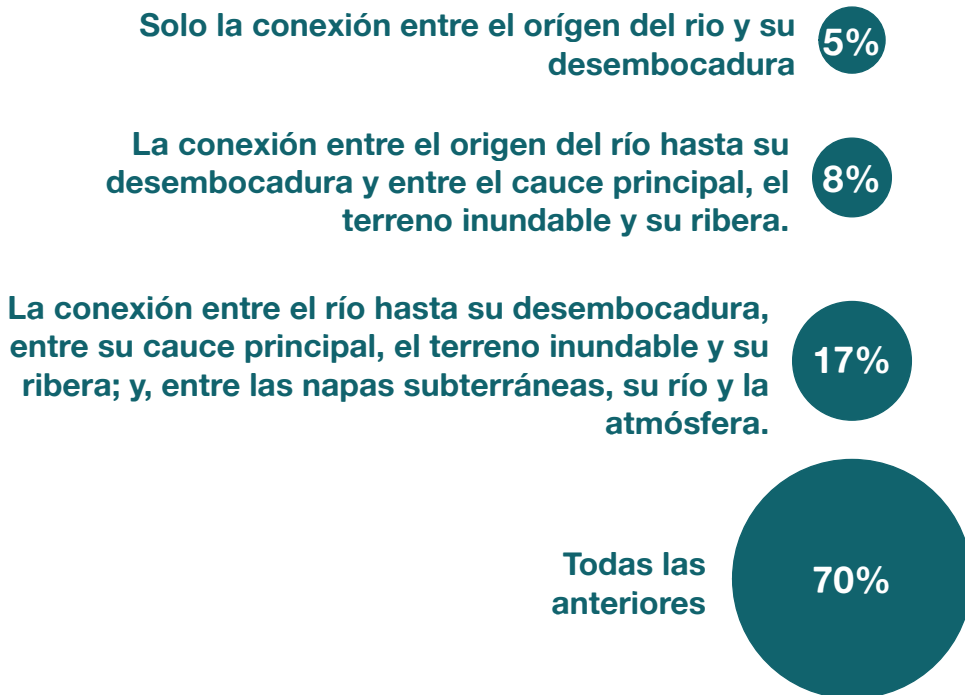 Solo la conexión entre el orígen del rio y su
desembocadura
5%
La conexión entre el origen del río hasta su
desembocadura y entre el cauce principal, el
terreno inundable y su ribera.
8%
La conexión entre el río hasta su desembocadura,
entre su cauce principal, el terreno inundable y su
ribera; y, entre las napas subterráneas, su río y la
atmósfera.
17%
Todas las
anteriores
70%